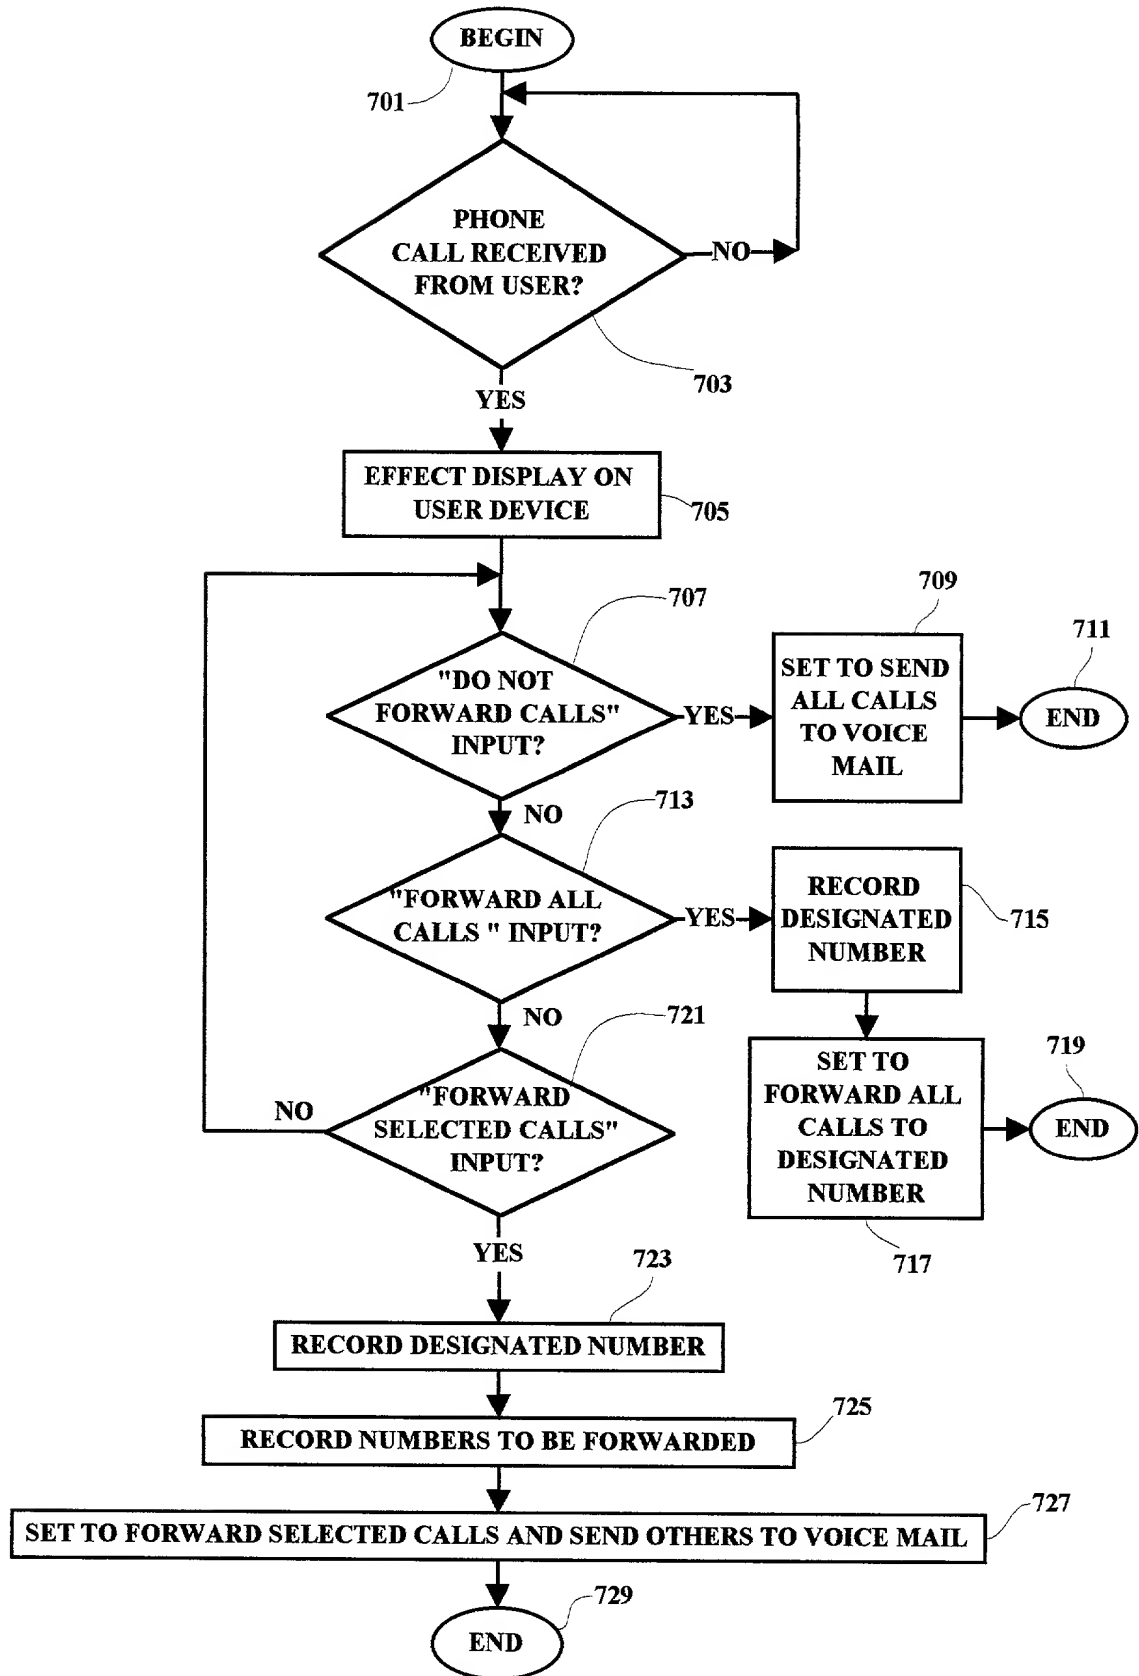 BEGIN
701
PHONE
CALL RECEIVED
FROM USER?
NO
703
YES
EFFECT DISPLAY ON
USER DEVICE
705
707
"DO NOT
FORWARD CALLS"
INPUT?
YES
709
SET TO SEND
ALL CALLS
TO VOICE
MAIL
711
END
NO
713
"FORWARD ALL
CALLS " INPUT?
YES
RECORD
DESIGNATED
NUMBER
715
NO
721
"FORWARD
SELECTED CALLS"
INPUT?
NO
SET TO
FORWARD ALL
CALLS TO
DESIGNATED
NUMBER
717
719
END
YES
723
RECORD DESIGNATED NUMBER
725
RECORD NUMBERS TO BE FORWARDED
727
SET TO FORWARD SELECTED CALLS AND SEND OTHERS TO VOICE MAIL
729
END